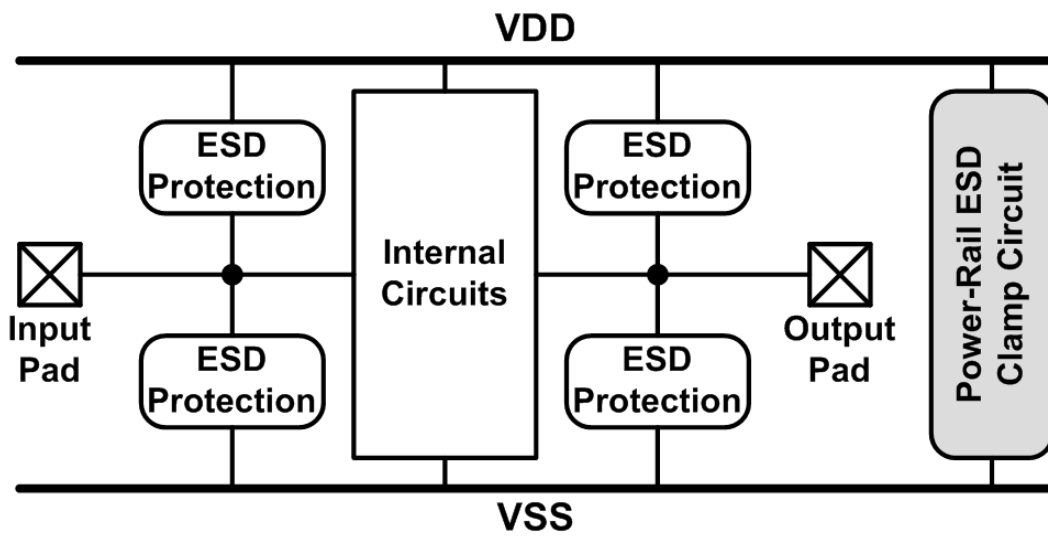 VDD
ESD
Protection
ESD
Protection
Internal
Circuits
Input
Pad
Output
Pad
ESD
Protection
ESD
Protection
Power-Rail ESD
Clamp Circuit
VSS